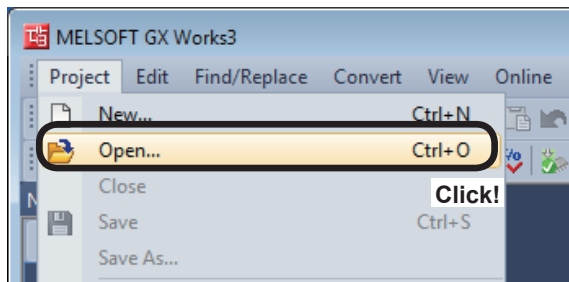 MELSOFT GX Works3
Project Edit Find/Replace Convert View Online
New... Ctrl+N
Open... Ctrl+O
Close
Click!
Save Ctrl+S
Save As...